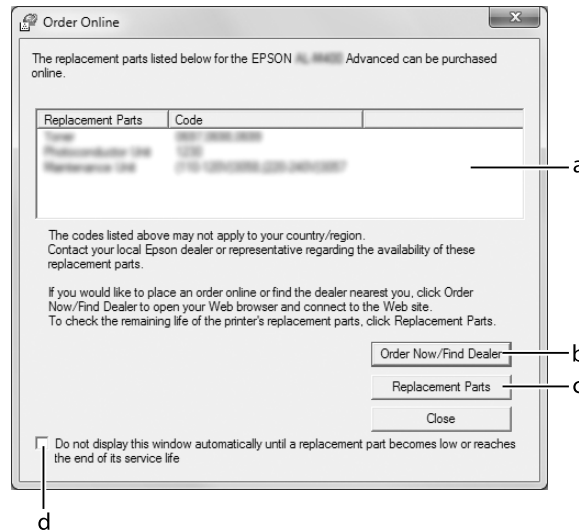 Order Online
x
The replacement parts listed below for the EPSON Advanced can be purchased
online.
Replacement Parts Code
a
The codes listed above may not apply to your country/region.
Contact your local Epson dealer or representative regarding the availability of these
replacement parts.
If you would like to place an order online or find the dealer nearest you, click Order
Now/Find Dealer to open your Web browser and connect to the Web site.
To check the remaining life of the printer's replacement parts, click Replacement Parts.
Order Now/Find Dealer b
Replacement Parts c
Close
Do not display this window automatically until a replacement part becomes low or reaches
the end of its service life
d